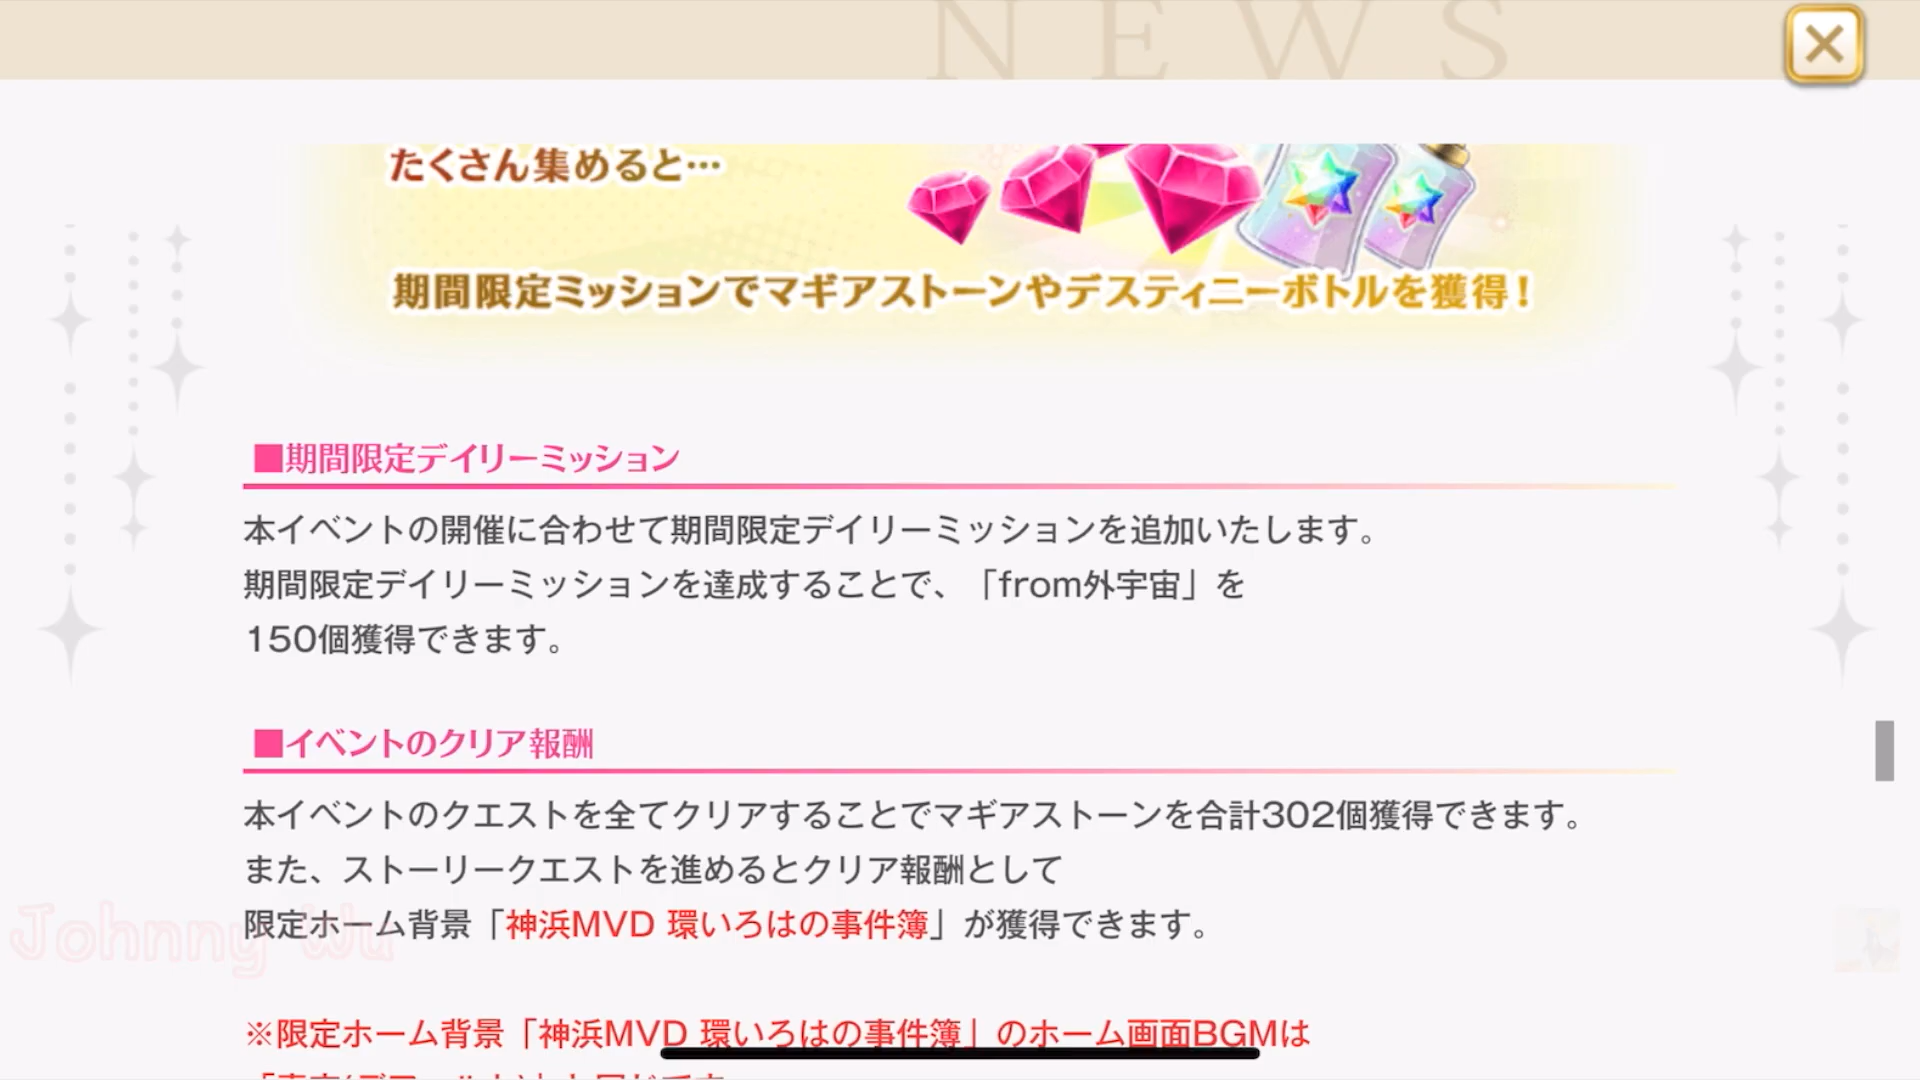 NEWS
たくさん集めると…
期間限定ミッションでマギアストーンやデスティニーボトルを獲得！
■期間限定デイリーミッション
本イベントの開催に合わせて期間限定デイリーミッションを追加いたします。
期間限定デイリーミッションを達成することで、「from外宇宙」を
150個獲得できます。
■イベントのクリア報酬
本イベントのクエストを全てクリアすることでマギアストーンを合計302個獲得できます。
また、ストーリークエストを進めるとクリア報酬として
限定ホーム背景「神浜MVD 環いろはの事件簿」が獲得できます。
Johnny Wu
※限定ホーム背景「神浜MVD 環いろはの事件簿」のホーム画面BGMは